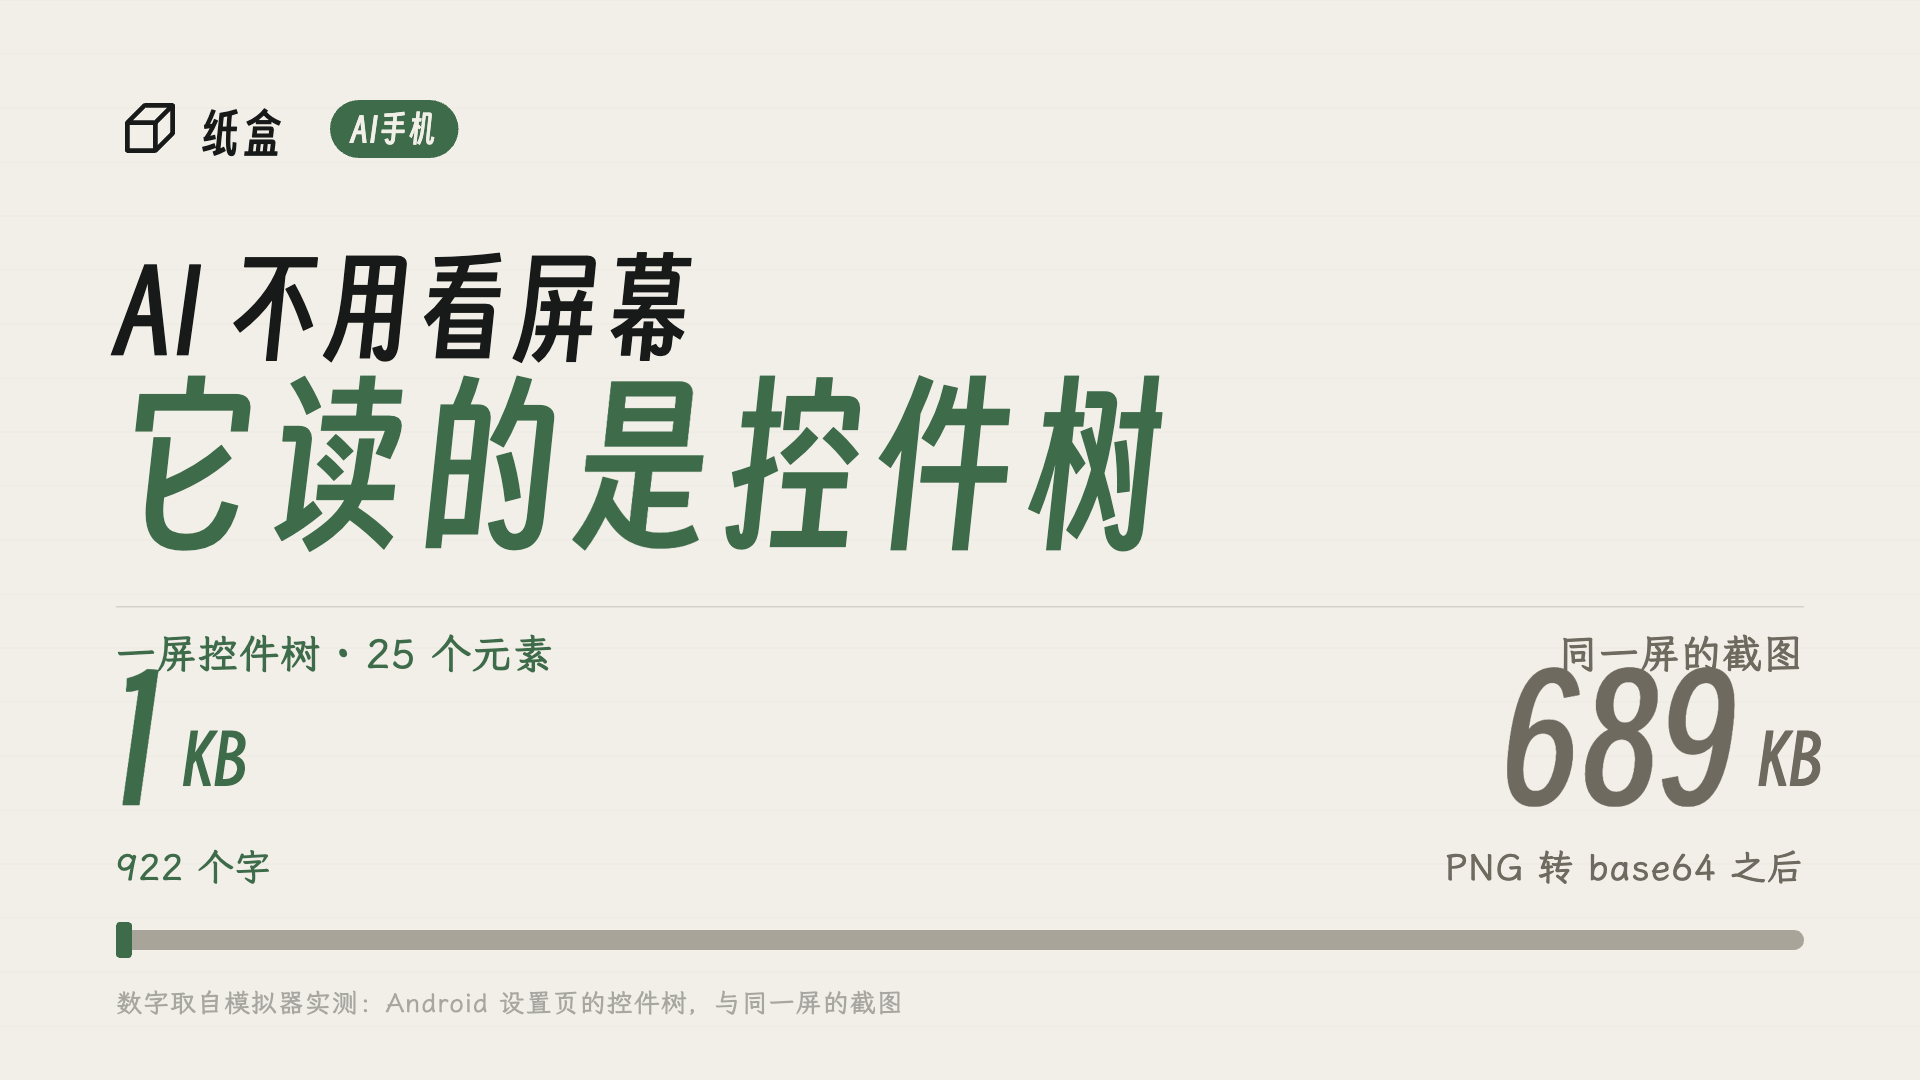 纸盒 AI手机
AI 不用看屏幕
它读的是控件树
一屏控件树·25 个元素
1 KB
922 个字
同一屏的截图
689 KB
PNG 转 base64 之后
数字取自模拟器实测：Android 设置页的控件树，与同一屏的截图